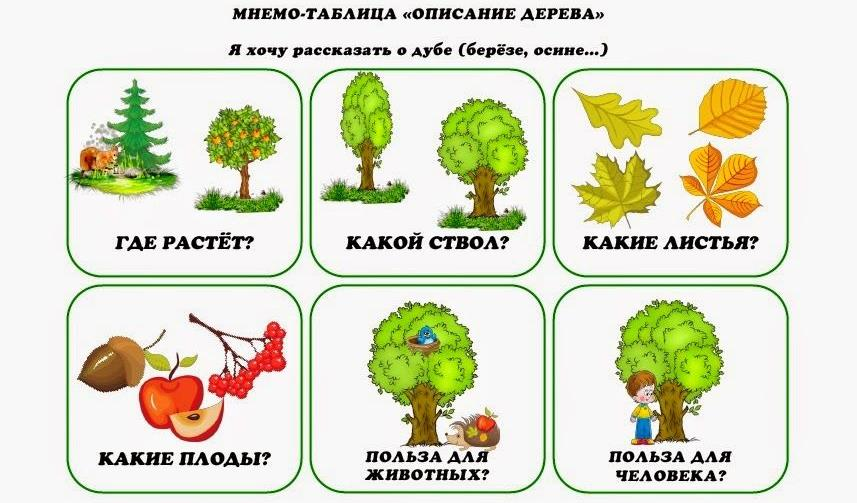 МНЕМО-ТАБЛИЦА «ОПИСАНИЕ ДЕРЕВА»
Я хочу рассказать о дубе (берёзе, осине...)
ГДЕ РАСТЁТ?
КАКОЙ СТВОЛ?
КАКИЕ ЛИСТЬЯ?
КАКИЕ ПЛОДЫ?
ПОЛЬЗА ДЛЯ
ЖИВОТНЫХ?
ПОЛЬЗА ДЛЯ
ЧЕЛОВЕКА?